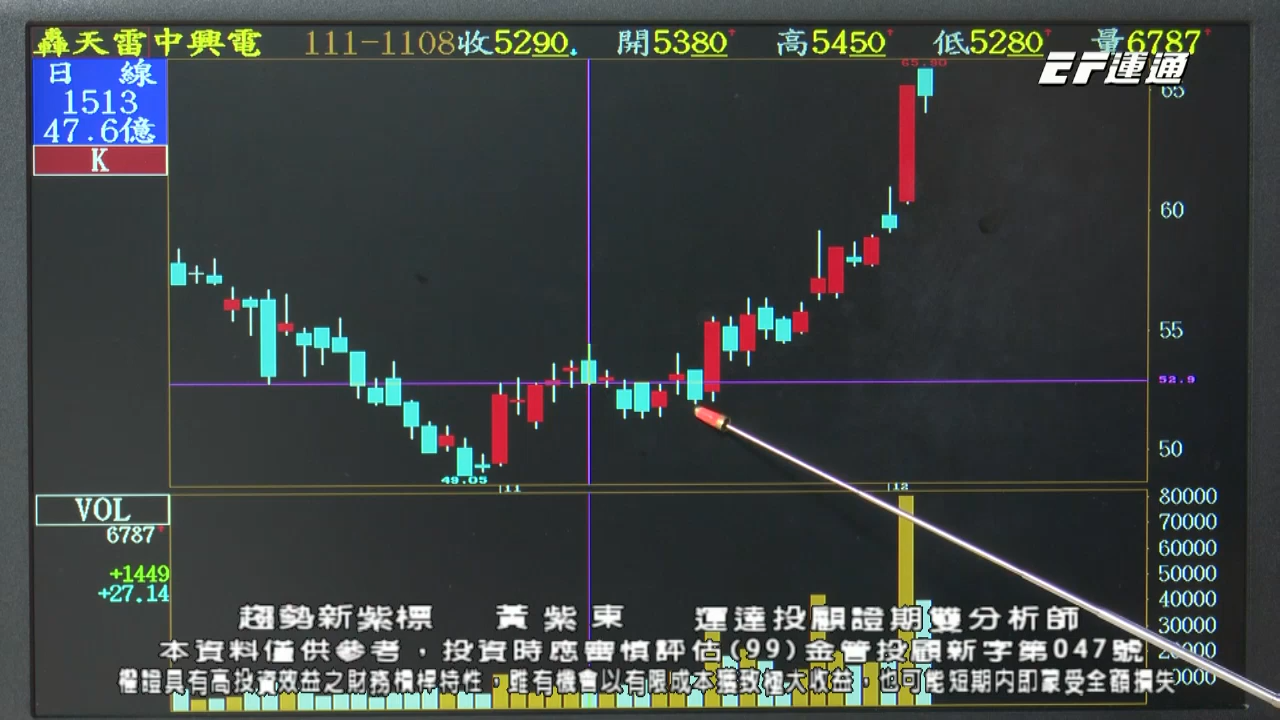 轟天雷中興電 111-1108收5290 開5380 高5450 低5280 量6787
EF運通
日 線
1513
47.6億
K
65.90
65
60
55
52.9
50
49.05
11
12
VOL
6787
+1449
+27.14
80000
70000
60000
50000
40000
30000
趨勢新紫標 黃紫東 運達投顧證期雙分析師
本資料僅供參考,投資時應審慎評估(99)金管投顧新字第047號
權證具有高投資效益之財務槓桿特性,雖有機會以有限成本獲致極大收益,也可能短期內即蒙受全額損失